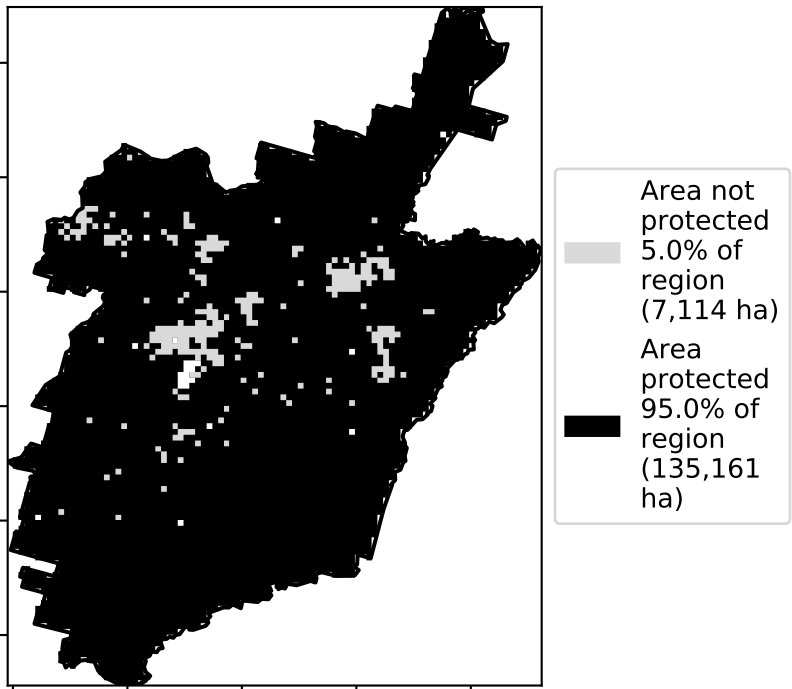 Area not
protected
5.0% of
region
(7,114 ha)
Area
protected
95.0% of
region
(135,161
ha)